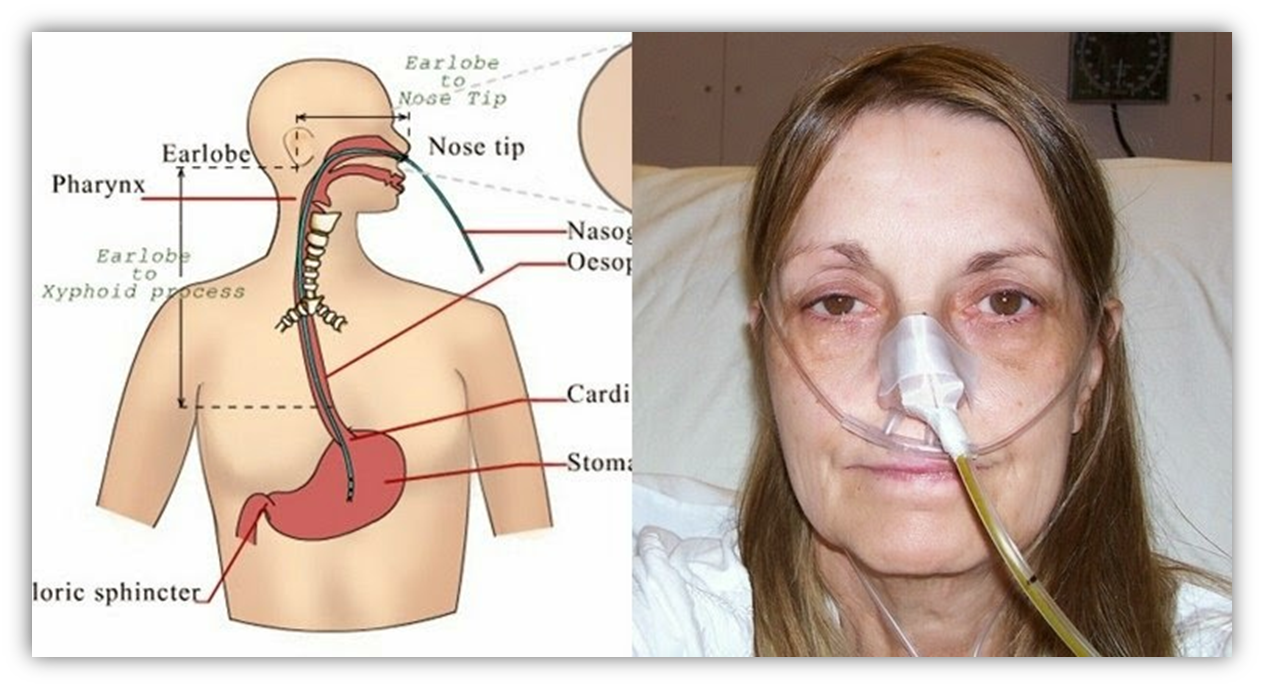 Earlobe
to
Nose Tip
Earlobe
Nose tip
Pharynx
Nasog
Earlobe
to
Xyphoid process
Oesop
Cardi
Stoma
loric sphincter